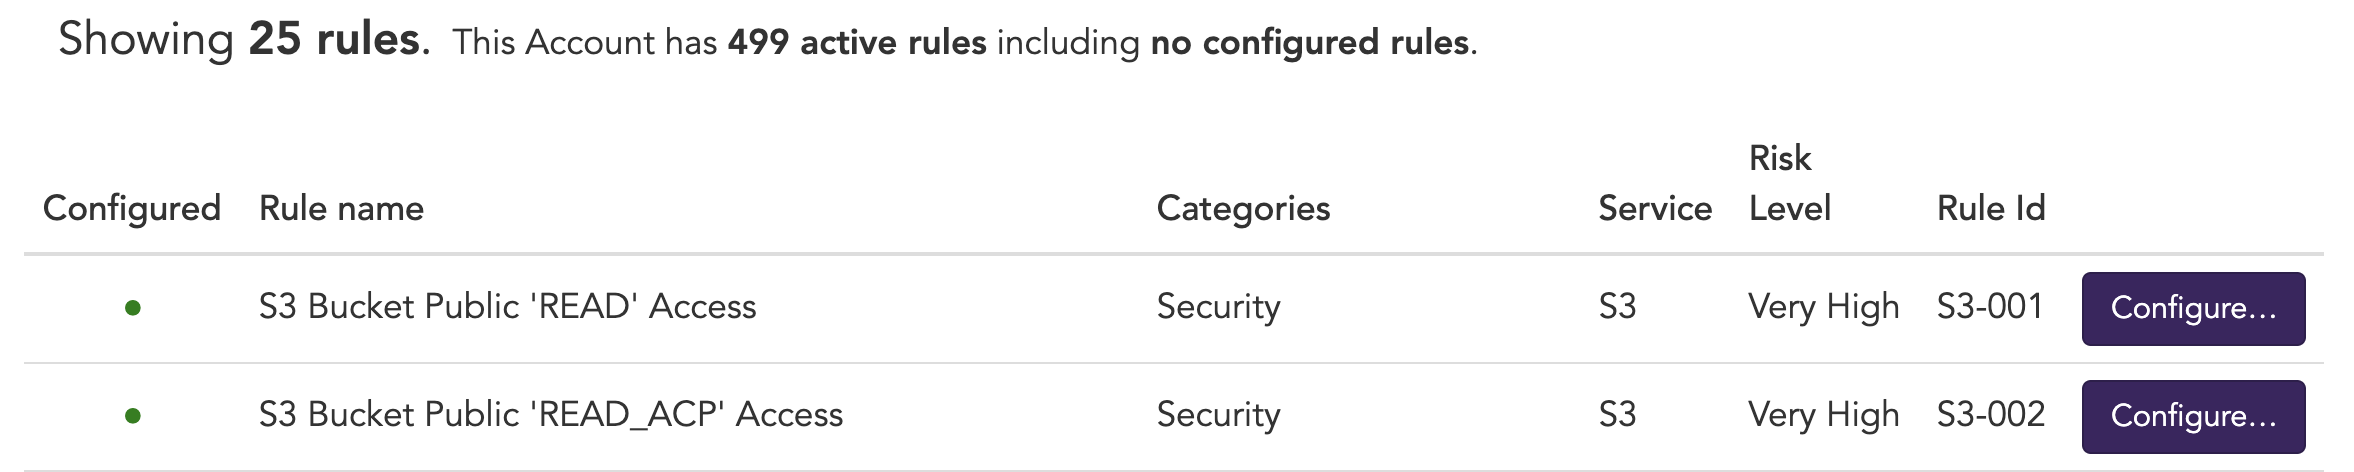 Showing 25 rules. This Account has 499 active rules including no configured rules.
Configured Rule name Categories Service Risk Level Rule Id
S3 Bucket Public 'READ' Access Security S3 Very High S3-001 Configure...
S3 Bucket Public 'READ_ACP' Access Security S3 Very High S3-002 Configure...